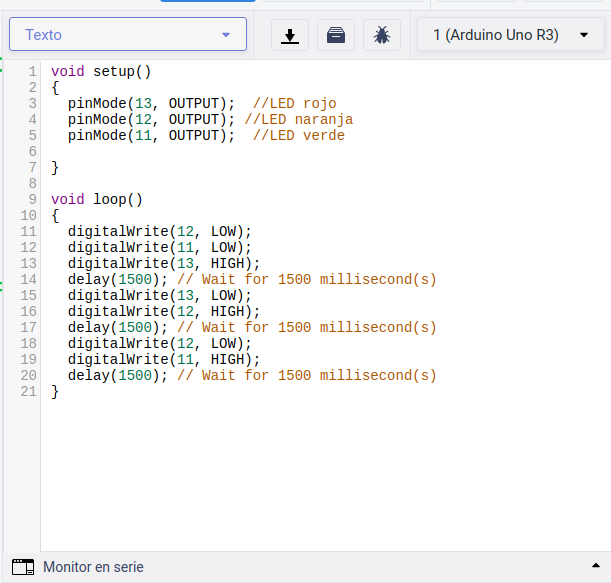 Texto
1 (Arduino Uno R3)
1 void setup()
2 {
3   pinMode(13, OUTPUT);  //LED rojo
4   pinMode(12, OUTPUT); //LED naranja
5   pinMode(11, OUTPUT);  //LED verde
6
7 }
8
9 void loop()
10 {
11   digitalWrite(12, LOW);
12   digitalWrite(11, LOW);
13   digitalWrite(13, HIGH);
14   delay(1500); // Wait for 1500 millisecond(s)
15   digitalWrite(13, LOW);
16   digitalWrite(12, HIGH);
17   delay(1500); // Wait for 1500 millisecond(s)
18   digitalWrite(12, LOW);
19   digitalWrite(11, HIGH);
20   delay(1500); // Wait for 1500 millisecond(s)
21 }
Monitor en serie